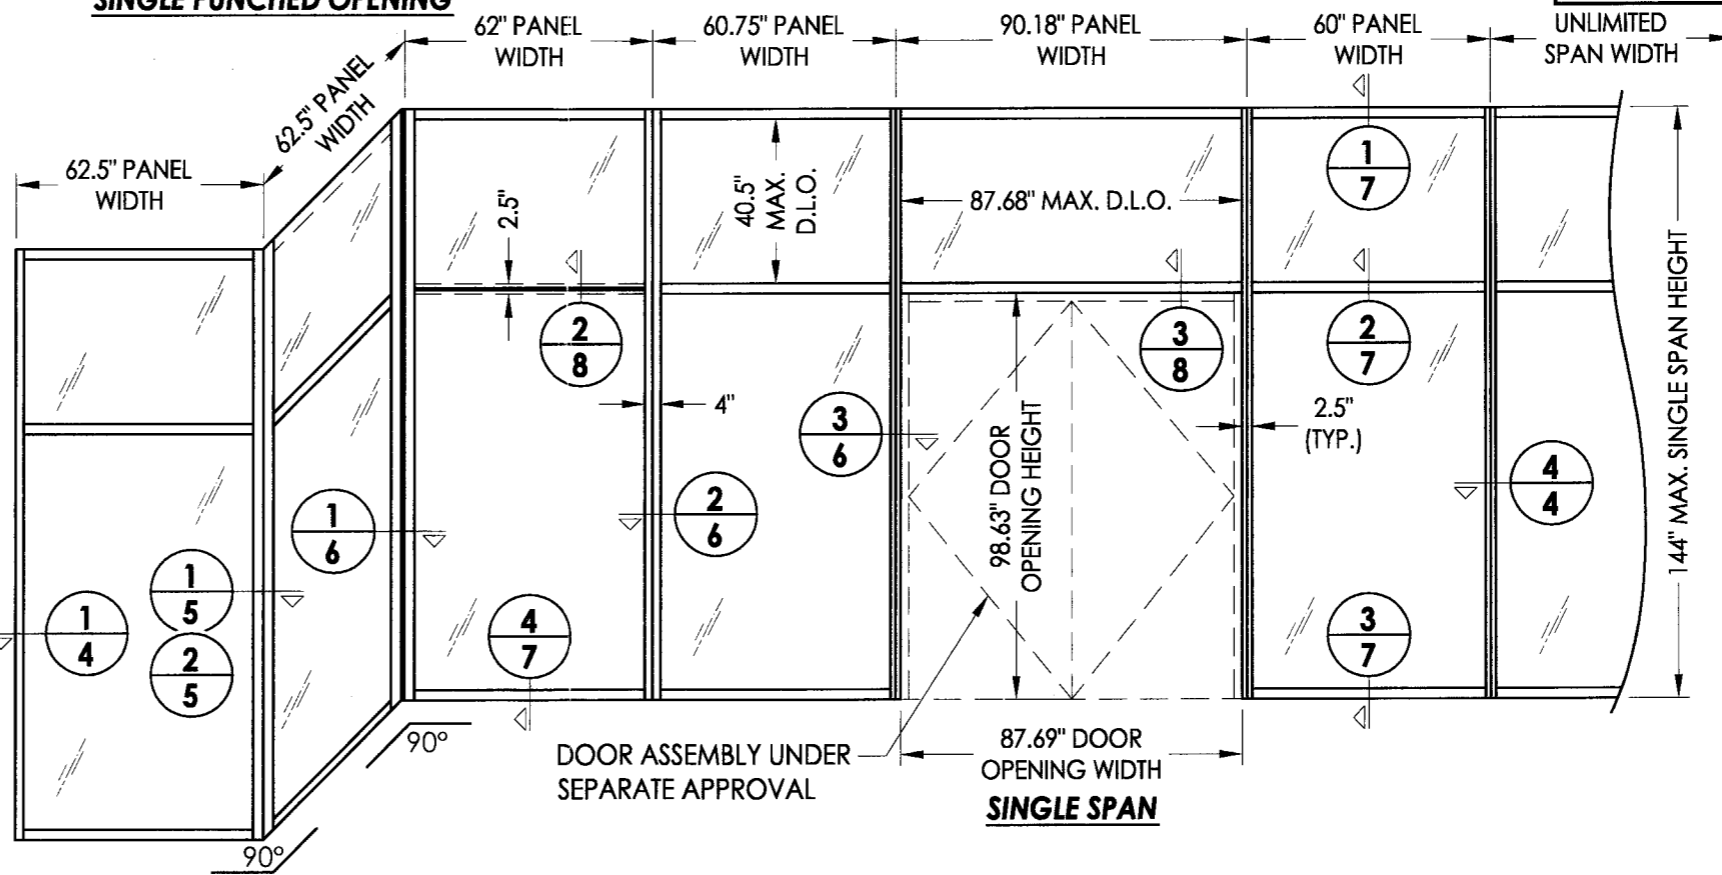 SINGLE PUNCHED OPENING
62" PANEL
WIDTH
60.75" PANEL
WIDTH
90.18" PANEL
WIDTH
60" PANEL
WIDTH
UNLIMITED
SPAN WIDTH
62.5" PANEL
WIDTH
62.5" PANEL
WIDTH
2.5"
40.5"
MAX.
D.L.O.
87.68" MAX. D.L.O.
1
7
2
8
3
8
2
7
144" MAX. SINGLE SPAN HEIGHT
4"
2.5"
(TYP.)
3
6
98.63" DOOR
OPENING HEIGHT
4
4
2
6
1
6
1
5
1
4
2
5
4
7
3
7
90°
DOOR ASSEMBLY UNDER
SEPARATE APPROVAL
87.69" DOOR
OPENING WIDTH
SINGLE SPAN
90°